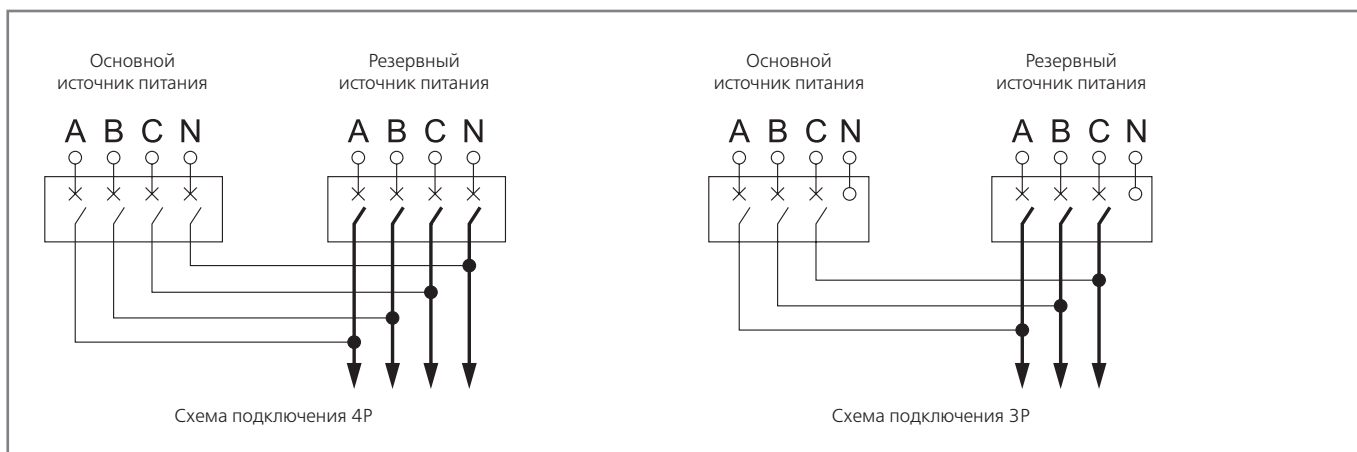 Основной
источник питания
Резервный
источник питания
A B C N
A B C N
Схема подключения 4P
Основной
источник питания
Резервный
источник питания
A B C N
A B C N
Схема подключения 3P